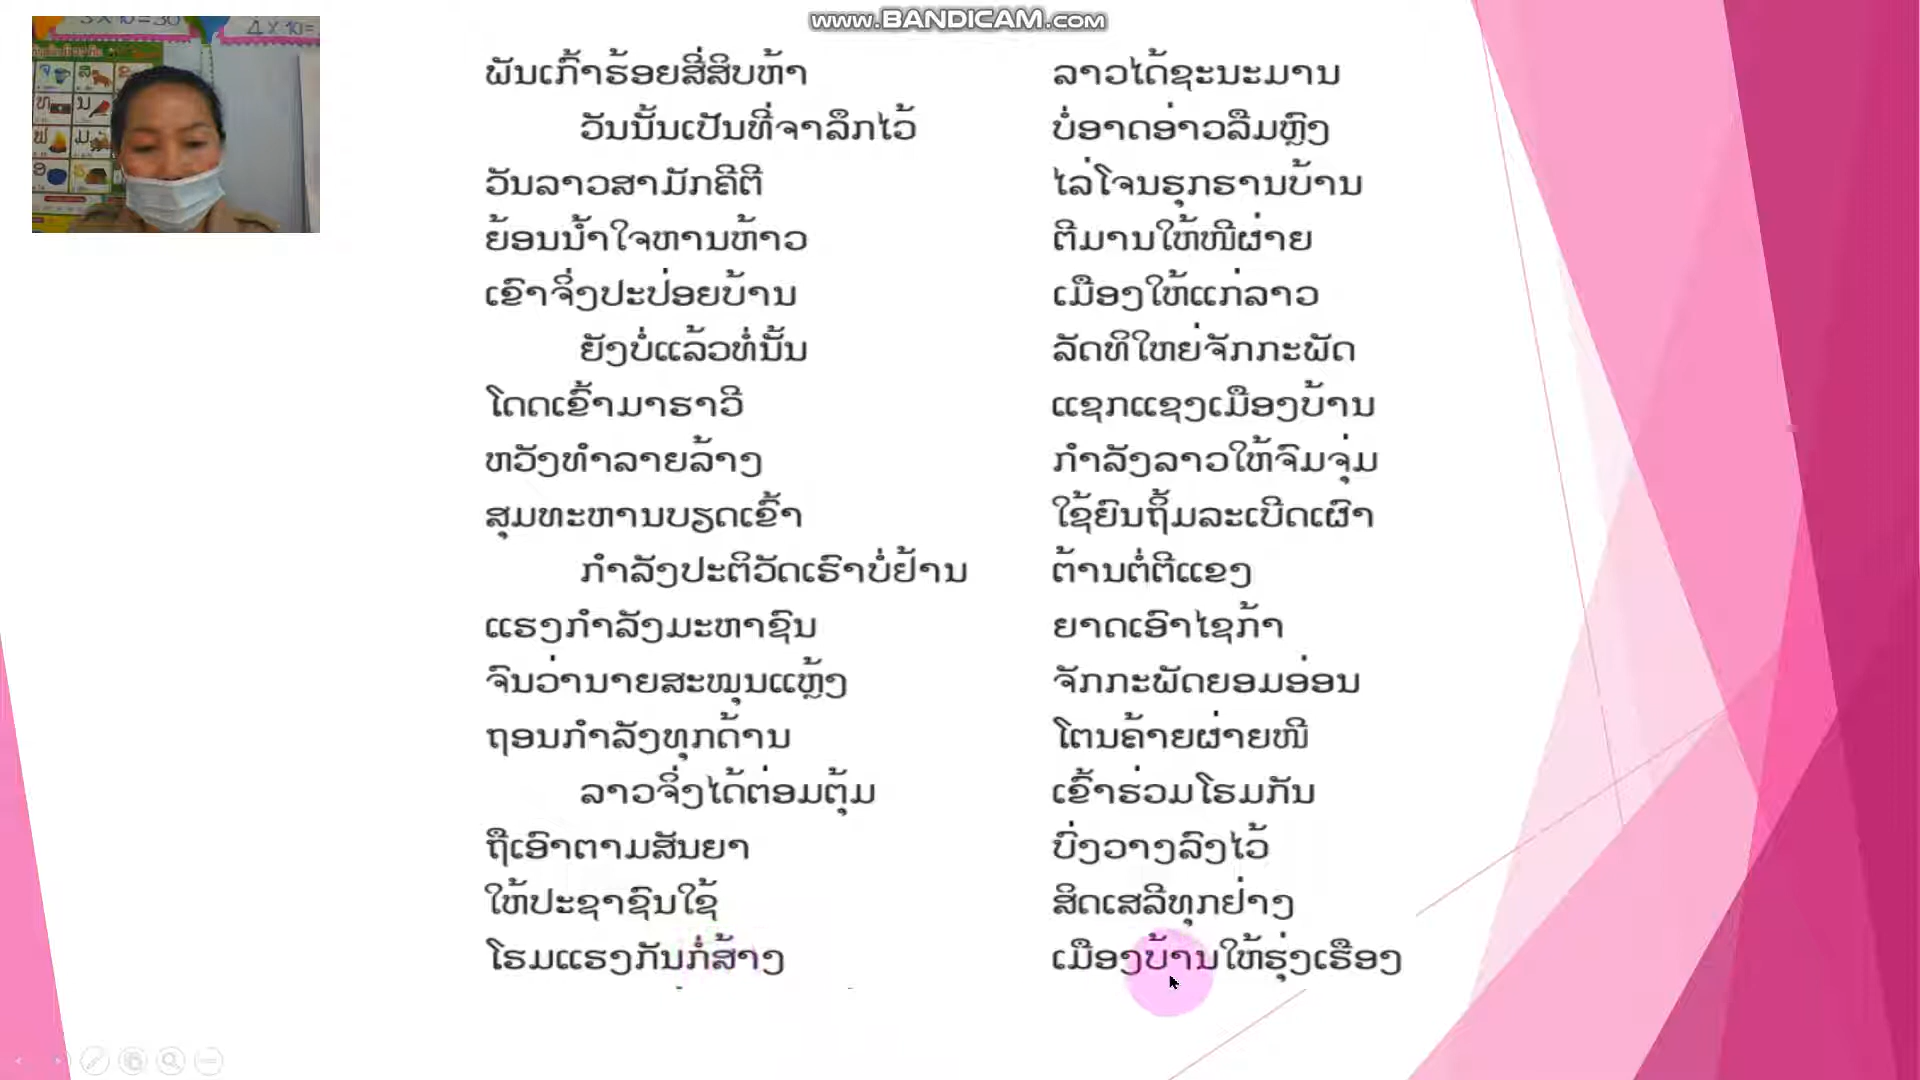 www.BANDICAM.com
3 X 10 = 30
4 X 10 =
ພັນເກົ້າຮ້ອຍສີ່ສິບຫ້າ ລາວໄດ້ຊະນະມານ
ວັນນັ້ນເປັນທີ່ຈາລຶກໄວ້ ບໍ່ອາດອ່າວລືມຫຼົງ
ວັນລາວສາມັກຄີຕີ ໄລ່ໂຈນຮຸກຮານບ້ານ
ຍ້ອນນ້ຳໃຈຫານຫ້າວ ຕີມານໃຫ້ໜີຜ່າຍ
ເຂົາຈຶ່ງປະປ່ອຍບ້ານ ເມືອງໃຫ້ແກ່ລາວ
ຍັງບໍ່ແລ້ວທໍ່ນັ້ນ ລັດທິໃຫຍ່ຈັກກະພັດ
ໂດດເຂົ້າມາຮາວີ ແຊກແຊງເມືອງບ້ານ
ຫວັງທຳລາຍລ້າງ ກຳລັງລາວໃຫ້ຈົມຈຸ່ມ
ສຸມທະຫານບຽດເຂົ້າ ໃຊ້ຍົນຖິ້ມລະເບີດເຜົາ
ກຳລັງປະຕິວັດເຮົາບໍ່ຢ້ານ ຕ້ານຕໍ່ຕີແຂງ
ແຮງກຳລັງມະຫາຊົນ ຍາດເອົາໄຊກ້າ
ຈົນວ່ານາຍສະໝຸນແຫຼ້ງ ຈັກກະພັດຍອມອ່ອນ
ຖອນກຳລັງທຸກດ້ານ ໂຕນຄ້າຍຜ່າຍໜີ
ລາວຈຶ່ງໄດ້ຕ່ອມຕຸ້ມ ເຂົ້າຮ່ວມໂຮມກັນ
ຖືເອົາຕາມສັນຍາ ບົ່ງວາງລົງໄວ້
ໃຫ້ປະຊາຊົນໃຊ້ ສິດເສລີທຸກຢ່າງ
ໂຮມແຮງກັນກໍ່ສ້າງ ເມືອງບ້ານໃຫ້ຮຸ່ງເຮືອງ